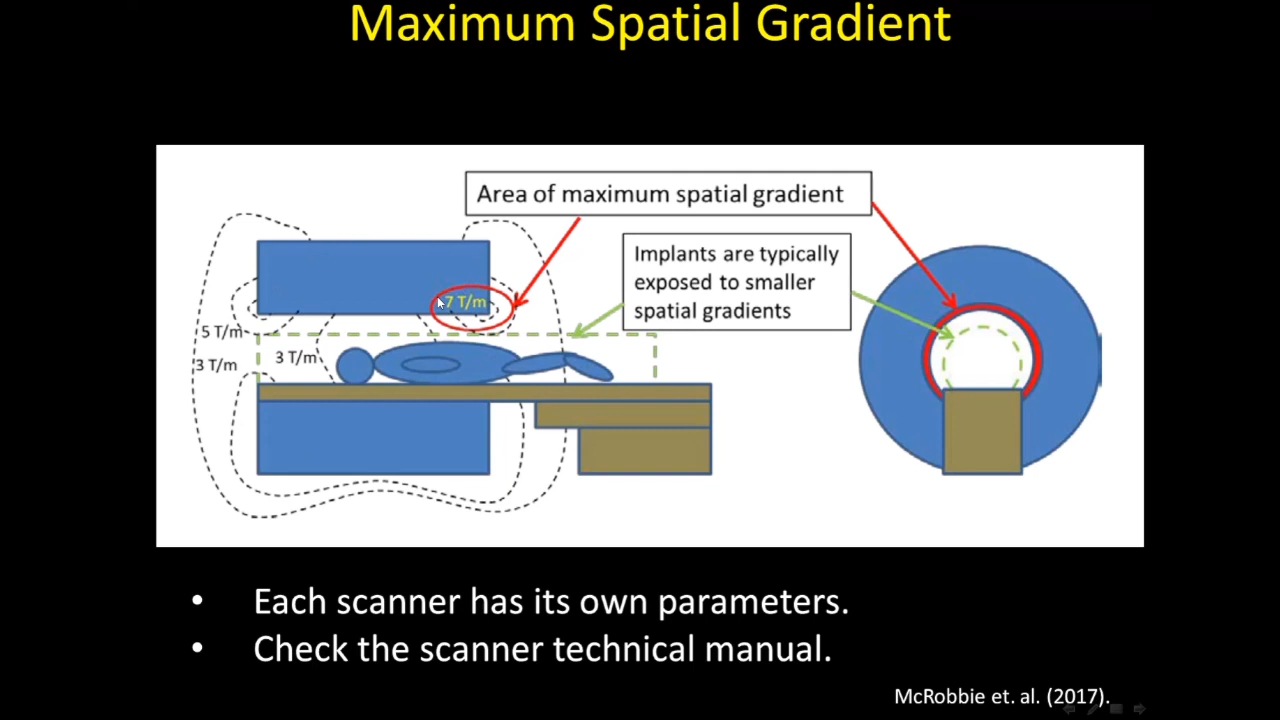 Maximum Spatial Gradient
Area of maximum spatial gradient
Implants are typically
exposed to smaller
spatial gradients
7 T/m
5 T/m
3 T/m
3 T/m
• Each scanner has its own parameters.
• Check the scanner technical manual.
McRobbie et. al. (2017).